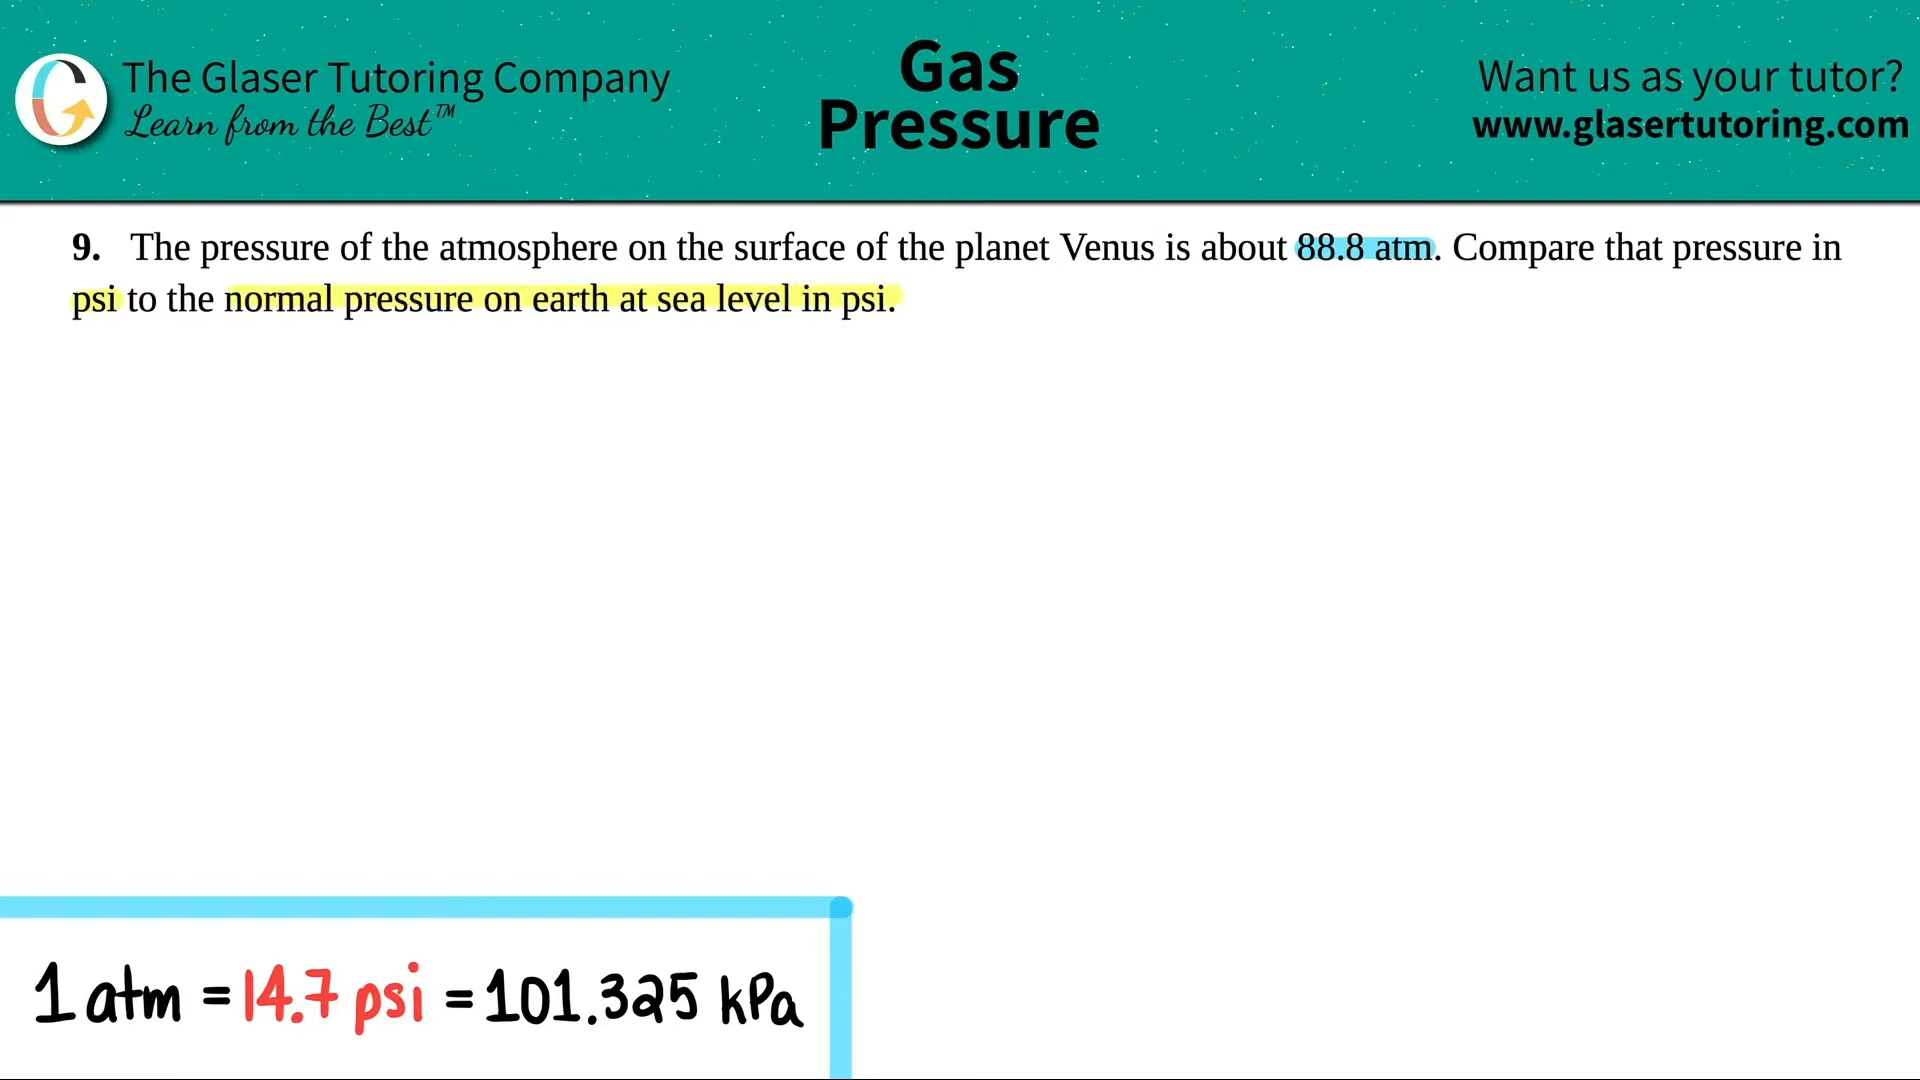 The Glaser Tutoring Company
Learn from the Best™
Gas
Pressure
Want us as your tutor?
www.glasertutoring.com
9. The pressure of the atmosphere on the surface of the planet Venus is about 88.8 atm. Compare that pressure in
psi to the normal pressure on earth at sea level in psi.
1 atm = 14.7 psi = 101.325 kPa